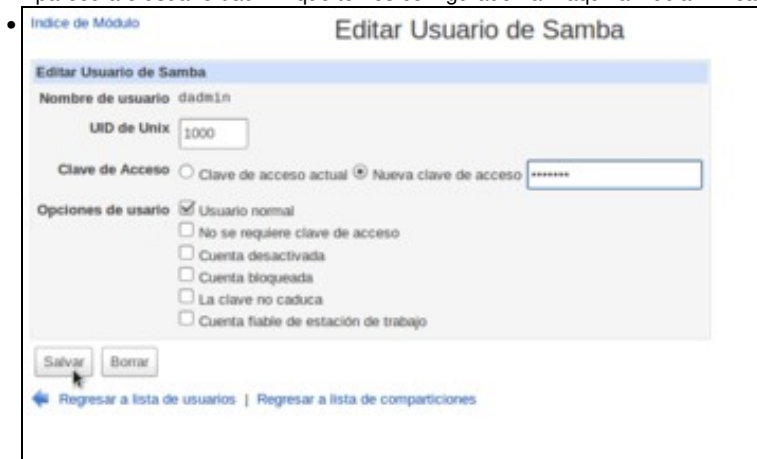 Indice de Módulo
Editar Usuario de Samba
Editar Usuario de Samba
Nombre de usuario dadmin
UID de Unix 1000
Clave de Acceso Clave de acceso actual Nueva clave de acceso •••••••
Opciones de usario Usuario normal
No se requiere clave de acceso
Cuenta desactivada
Cuenta bloqueada
La clave no caduca
Cuenta fiable de estación de trabajo
Salvar Borrar
Regresar a lista de usuarios | Regresar a lista de comparticiones